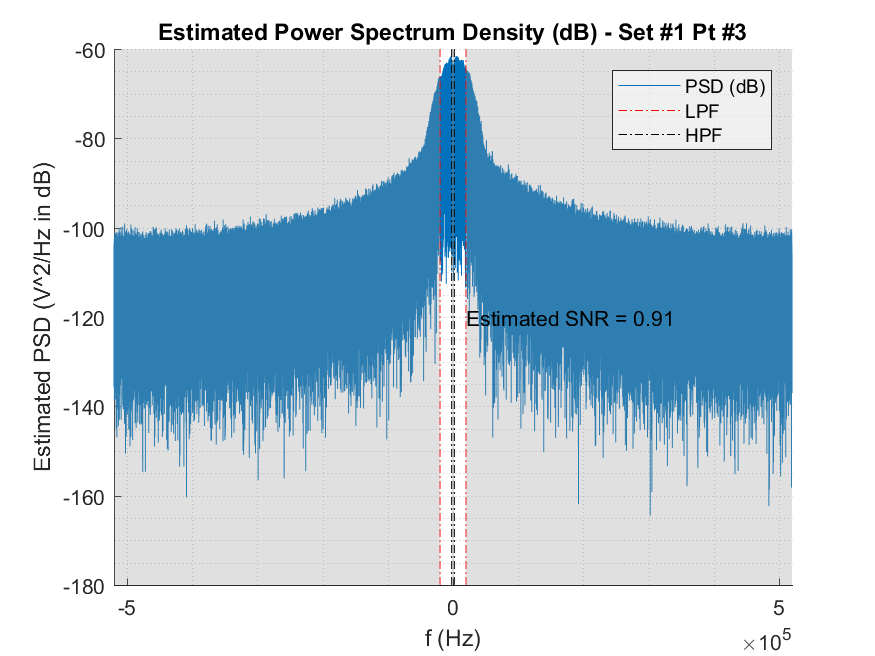 Estimated Power Spectrum Density (dB) - Set #1 Pt #3
-60
-80
-100
-120
-140
-160
-180
Estimated PSD (V^2/Hz in dB)
PSD (dB)
LPF
HPF
Estimated SNR = 0.91
-5
0
5
f (Hz)
×10^5